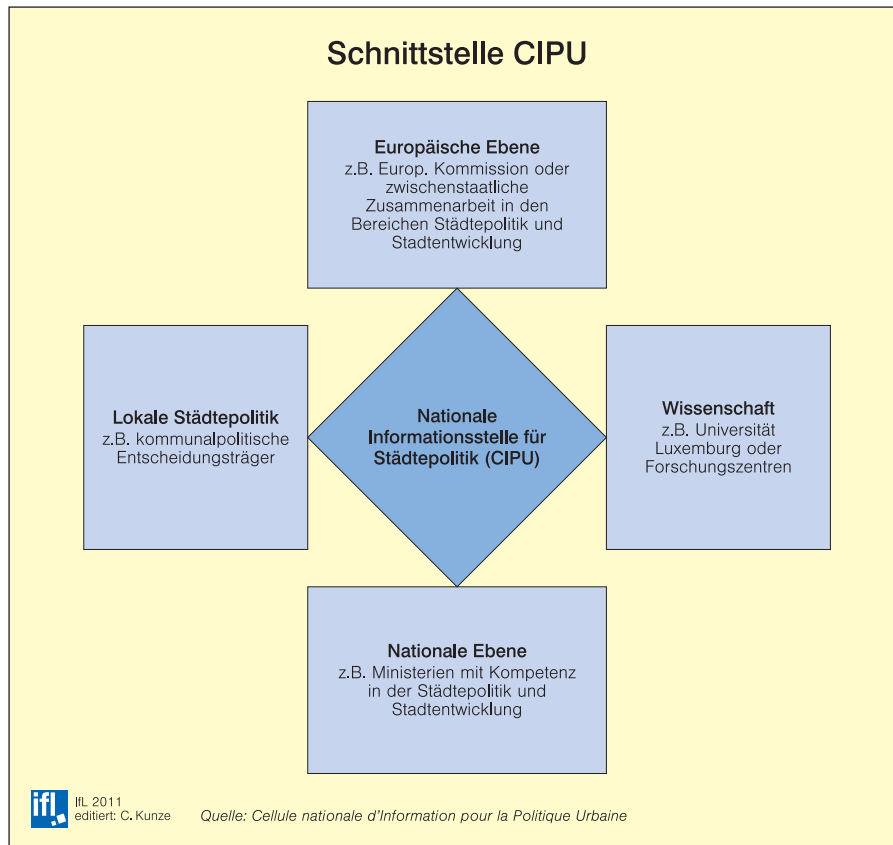 Schnittstelle CIPU
Europäische Ebene
z.B. Europ. Kommission oder
zwischenstaatliche
Zusammenarbeit in den
Bereichen Städtepolitik und
Stadtentwicklung
Lokale Städtepolitik
z.B. kommunalpolitische
Entscheidungsträger
Nationale
Informationsstelle für
Städtepolitik (CIPU)
Wissenschaft
z.B. Universität
Luxemburg oder
Forschungszentren
Nationale Ebene
z.B. Ministerien mit Kompetenz
in der Städtepolitik und
Stadtentwicklung
ifl
IfL 2011
editiert: C. Kunze
Quelle: Cellule nationale d'Information pour la Politique Urbaine